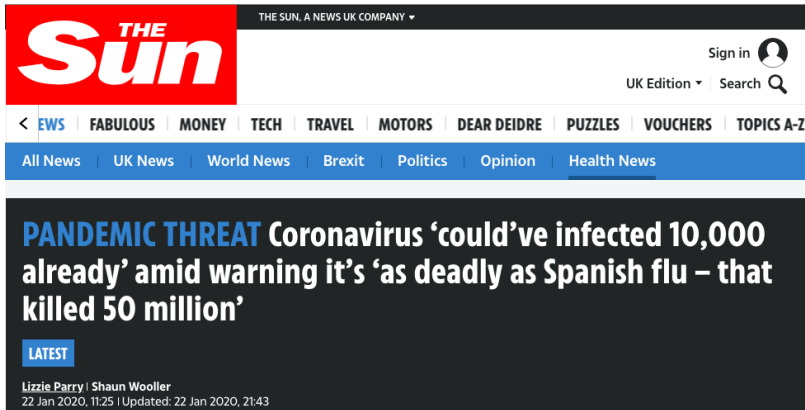 THE SUN, A NEWS UK COMPANY
THE
Sun
Sign in
UK Edition
Search
EWS
FABULOUS
MONEY
TECH
TRAVEL
MOTORS
DEAR DEIDRE
PUZZLES
VOUCHERS
TOPICS A-Z
All News
UK News
World News
Brexit
Politics
Opinion
Health News
PANDEMIC THREAT Coronavirus ‘could’ve infected 10,000
already’ amid warning it’s ‘as deadly as Spanish flu – that
killed 50 million’
LATEST
Lizzie Parry | Shaun Wooller
22 Jan 2020, 11:25 | Updated: 22 Jan 2020, 21:43